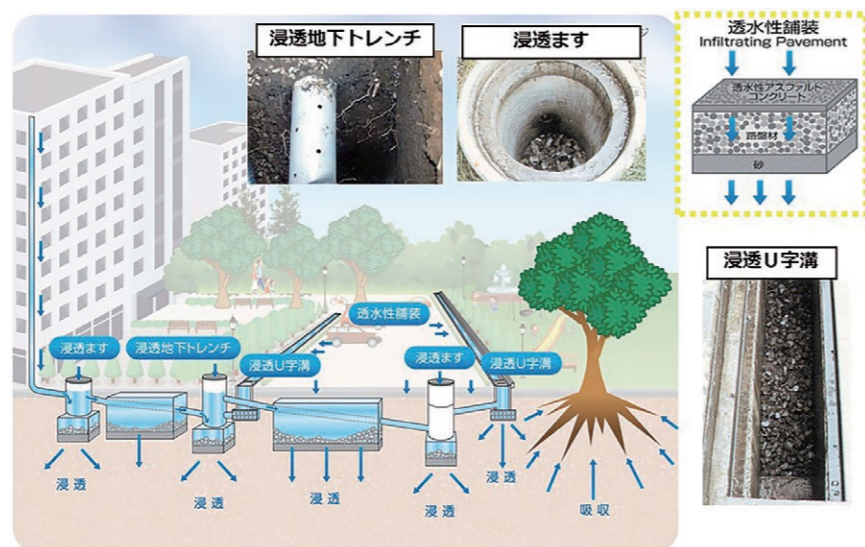 浸透地下トレンチ
浸透ます
透水性舗装
Infiltrating Pavement
透水性アスファルト
コンクリート
路盤材
砂
浸透U字溝
透水性舗装
浸透ます
浸透地下トレンチ
浸透U字溝
浸透ます
浸透U字溝
浸透
浸透
浸透
浸透
浸透
吸収